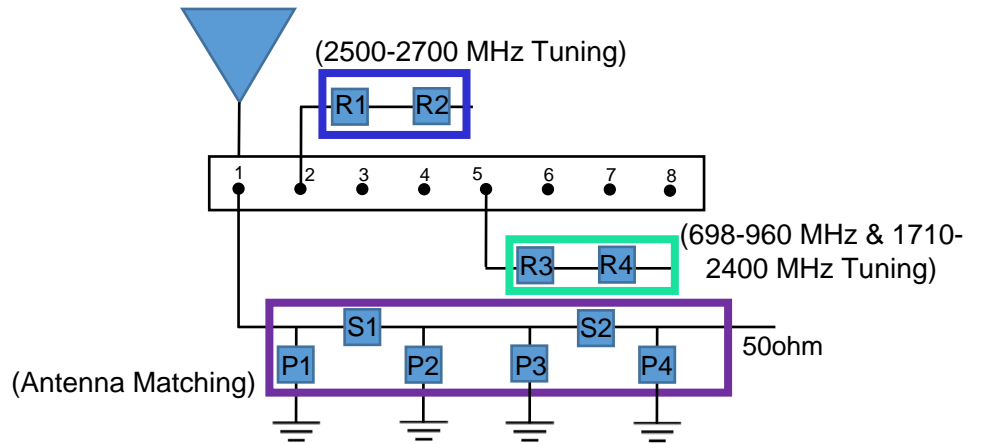 (2500-2700 MHz Tuning)
R1 R2
1 2 3 4 5 6 7 8
(698-960 MHz & 1710-
2400 MHz Tuning)
R3 R4
S1 S2
50ohm
P1 P2 P3 P4
(Antenna Matching)